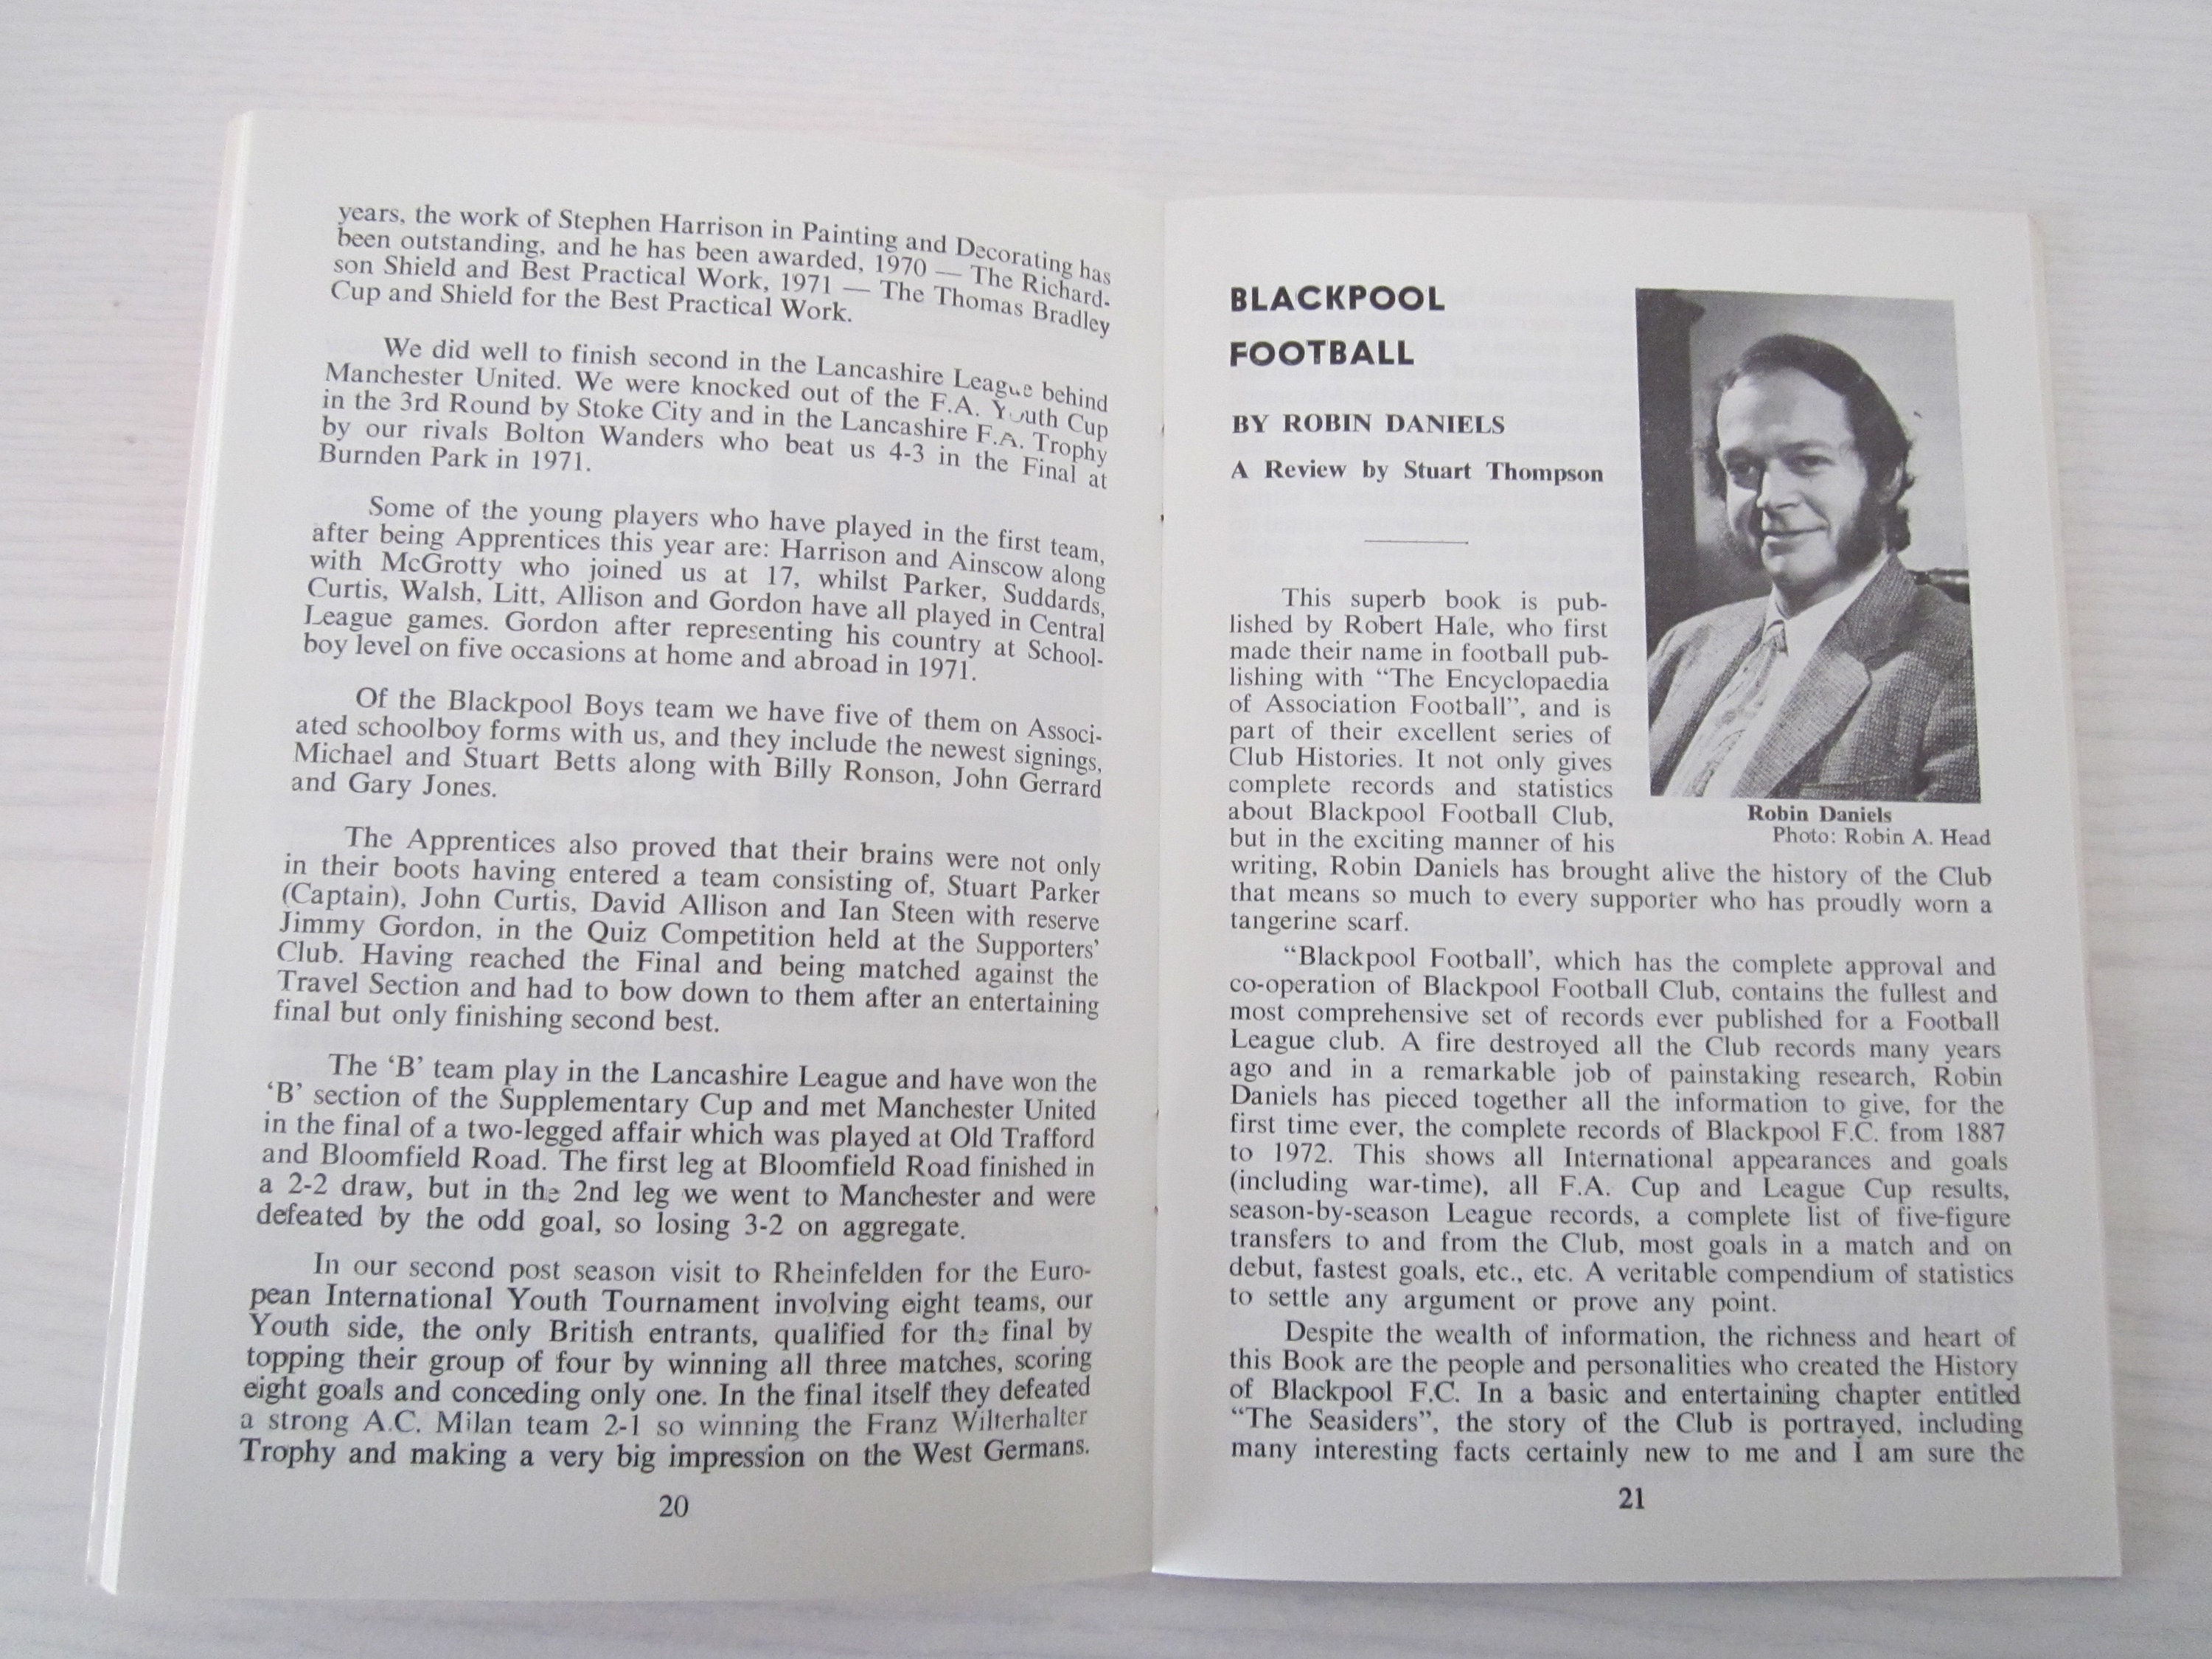 years, the work of Stephen Harrison in Painting and Decorating has
been outstanding, and he has been awarded, 1970 — The Richard-
son Shield and Best Practical Work, 1971 — The Thomas Bradley
Cup and Shield for the Best Practical Work.
We did well to finish second in the Lancashire League behind
Manchester United. We were knocked out of the F.A. Youth Cup
in the 3rd Round by Stoke City and in the Lancashire F.A. Trophy
by our rivals Bolton Wanders who beat us 4-3 in the Final at
Burnden Park in 1971.
Some of the young players who have played in the first team,
after being Apprentices this year are: Harrison and Ainscow along
with McGrotty who joined us at 17, whilst Parker, Suddards,
Curtis, Walsh, Litt, Allison and Gordon have all played in Central
League games. Gordon after representing his country at School-
boy level on five occasions at home and abroad in 1971.
Of the Blackpool Boys team we have five of them on Associ-
ated schoolboy forms with us, and they include the newest signings,
Michael and Stuart Betts along with Billy Ronson, John Gerrard
and Gary Jones.
The Apprentices also proved that their brains were not only
in their boots having entered a team consisting of, Stuart Parker
(Captain), John Curtis, David Allison and Ian Steen with reserve
Jimmy Gordon, in the Quiz Competition held at the Supporters'
Club. Having reached the Final and being matched against the
Travel Section and had to bow down to them after an entertaining
final but only finishing second best.
The 'B' team play in the Lancashire League and have won the
'B' section of the Supplementary Cup and met Manchester United
in the final of a two-legged affair which was played at Old Trafford
and Bloomfield Road. The first leg at Bloomfield Road finished in
a 2-2 draw, but in the 2nd leg we went to Manchester and were
defeated by the odd goal, so losing 3-2 on aggregate.
In our second post season visit to Rheinfelden for the Euro-
pean International Youth Tournament involving eight teams, our
Youth side, the only British entrants, qualified for the final by
topping their group of four by winning all three matches, scoring
eight goals and conceding only one. In the final itself they defeated
a strong A.C. Milan team 2-1 so winning the Franz Wilterhalter
Trophy and making a very big impression on the West Germans.
20
BLACKPOOL
FOOTBALL
BY ROBIN DANIELS
A Review by Stuart Thompson
This superb book is pub-
lished by Robert Hale, who first
made their name in football pub-
lishing with "The Encyclopaedia
of Association Football", and is
part of their excellent series of
Club Histories. It not only gives
complete records and statistics
about Blackpool Football Club,
but in the exciting manner of his
Robin Daniels
Photo: Robin A. Head
writing, Robin Daniels has brought alive the history of the Club
that means so much to every supporter who has proudly worn a
tangerine scarf.
"Blackpool Football', which has the complete approval and
co-operation of Blackpool Football Club, contains the fullest and
most comprehensive set of records ever published for a Football
League club. A fire destroyed all the Club records many years
ago and in a remarkable job of painstaking research, Robin
Daniels has pieced together all the information to give, for the
first time ever, the complete records of Blackpool F.C. from 1887
to 1972. This shows all International appearances and goals
(including war-time), all F.A. Cup and League Cup results,
season-by-season League records, a complete list of five-figure
transfers to and from the Club, most goals in a match and on
debut, fastest goals, etc., etc. A veritable compendium of statistics
to settle any argument or prove any point.
Despite the wealth of information, the richness and heart of
this Book are the people and personalities who created the History
of Blackpool F.C. In a basic and entertaining chapter entitled
"The Seasiders", the story of the Club is portrayed, including
many interesting facts certainly new to me and I am sure the
21